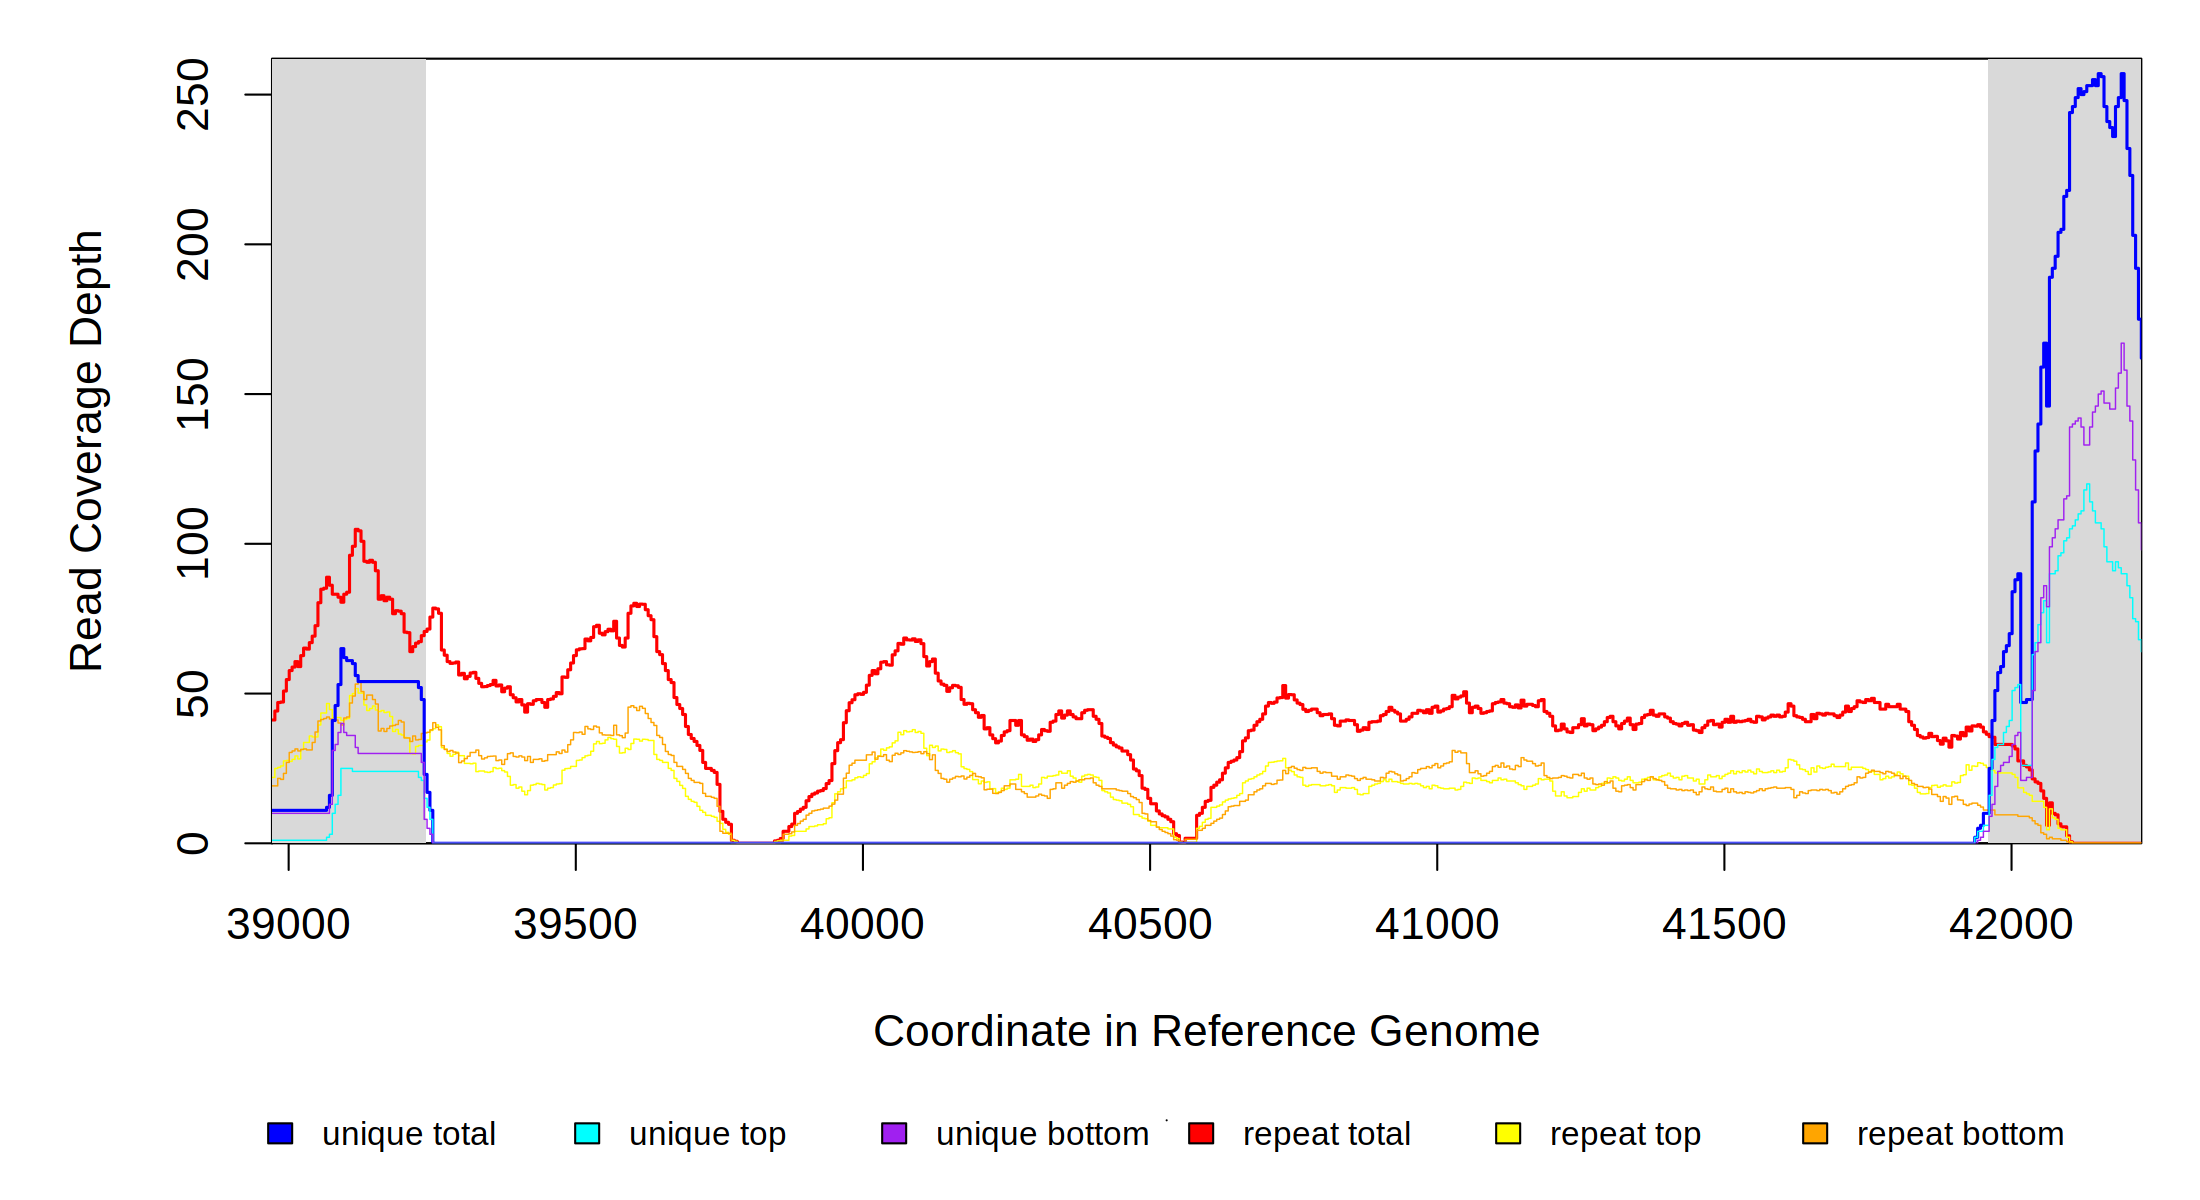 Read Coverage Depth
250
200
150
100
50
0
39000 39500 40000 40500 41000 41500 42000
Coordinate in Reference Genome
unique total unique top unique bottom repeat total repeat top repeat bottom